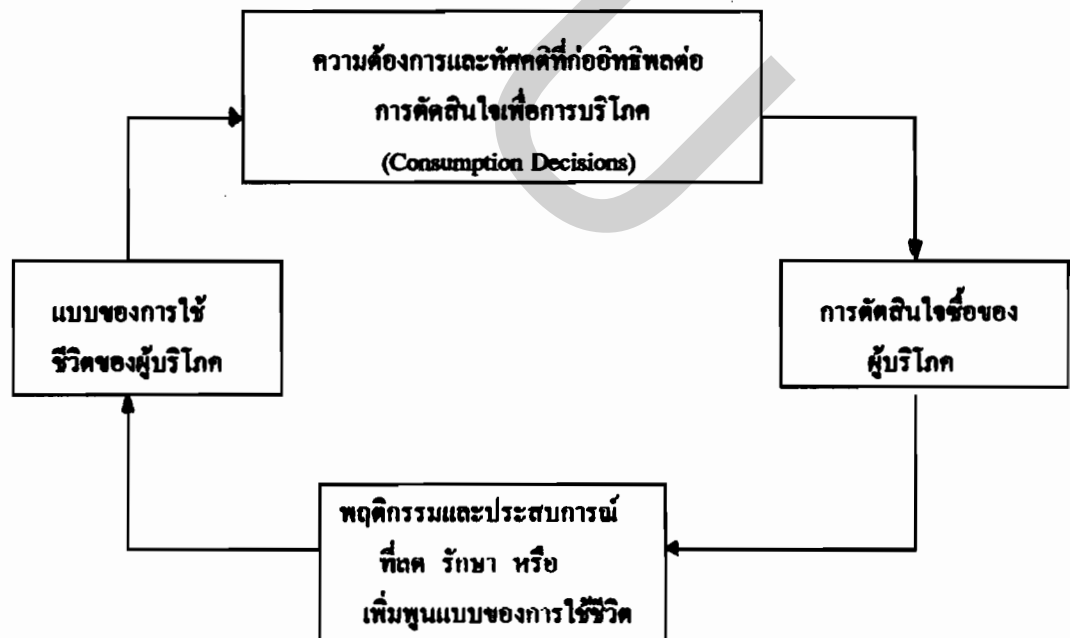 ความต้องการและทัศคติที่ก่ออิทธิพลต่อ
การตัดสินใจเพื่อการบริโภค
(Consumption Decisions)
แบบของการใช้
ชีวิตของผู้บริโภค
การตัดสินใจซื้อของ
ผู้บริโภค
พฤติกรรมและประสบการณ์
ที่ลด รักษา หรือ
เพิ่มพูนแบบของการใช้ชีวิต